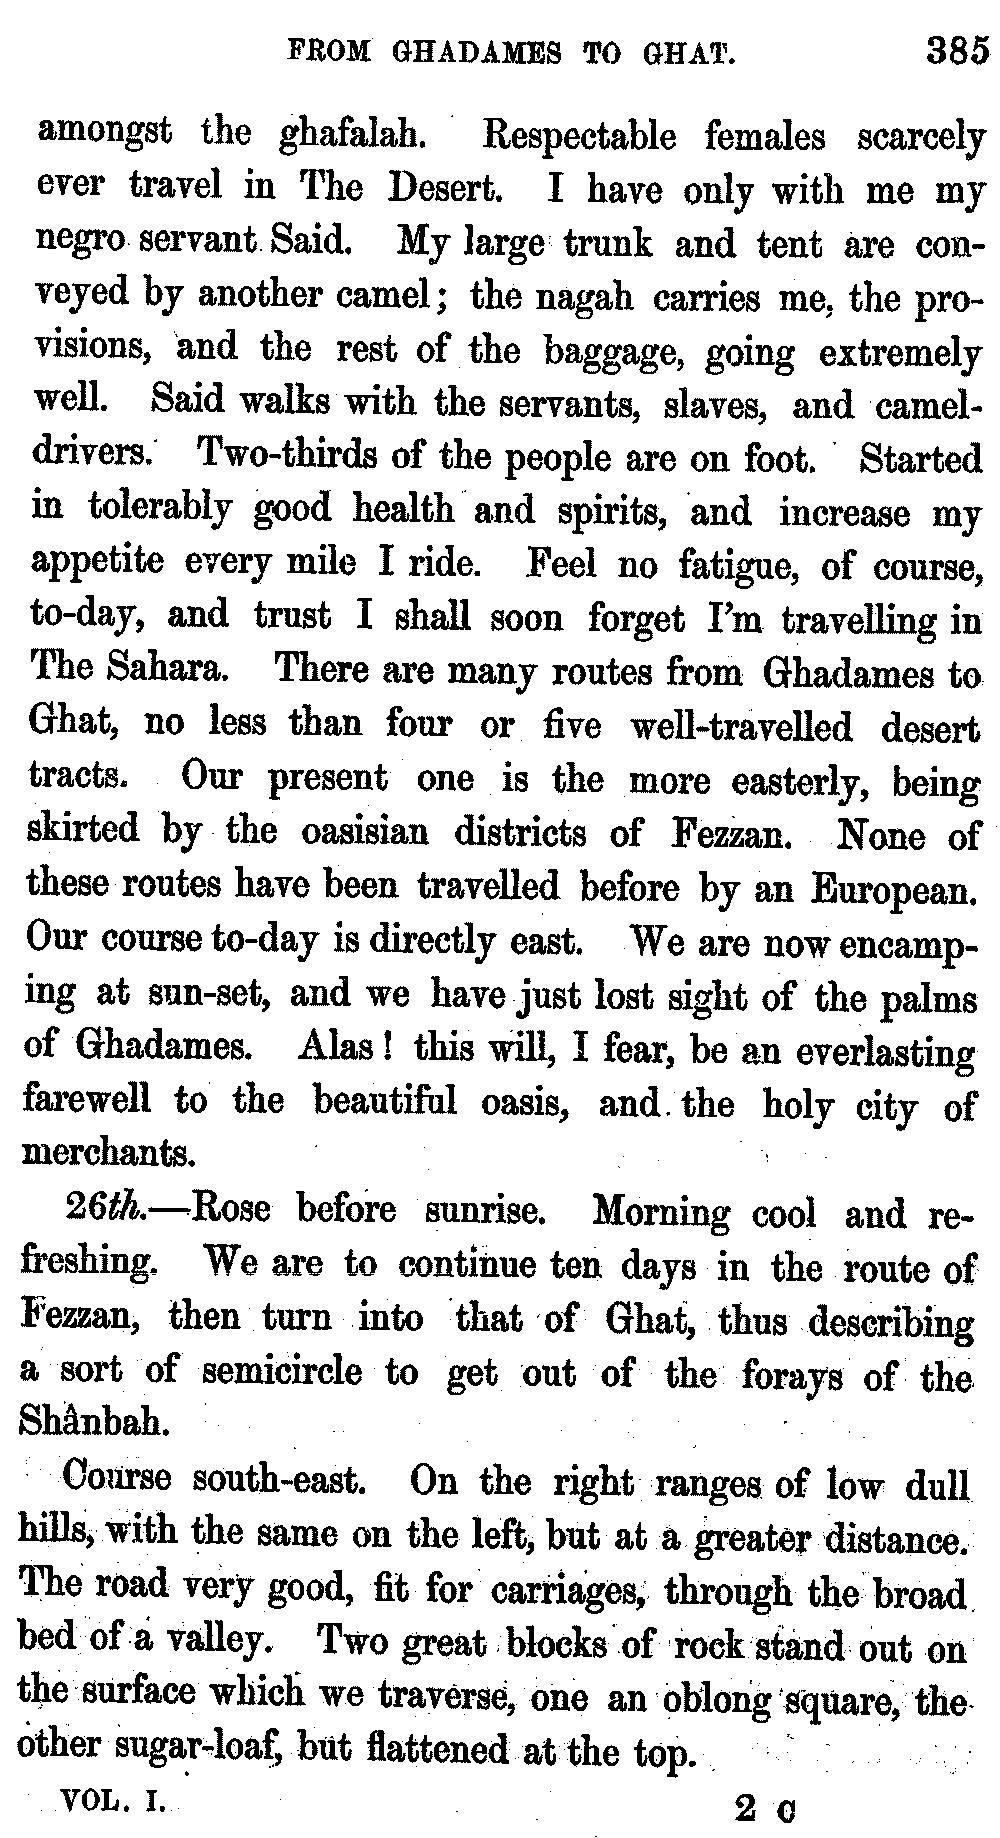 FROM GHADAMES TO GHAT. 385
amongst the ghafalah. Respectable females scarcely
ever travel in The Desert. I have only with me my
negro servant Said. My large trunk and tent are con-
veyed by another camel; the nagah carries me, the pro-
visions, and the rest of the baggage, going extremely
well. Said walks with the servants, slaves, and camel-
drivers. Two-thirds of the people are on foot. Started
in tolerably good health and spirits, and increase my
appetite every mile I ride. Feel no fatigue, of course,
to-day, and trust I shall soon forget I'm travelling in
The Sahara. There are many routes from Ghadames to
Ghat, no less than four or five well-travelled desert
tracts. Our present one is the more easterly, being
skirted by the oasisian districts of Fezzan. None of
these routes have been travelled before by an European.
Our course to-day is directly east. We are now encamp-
ing at sun-set, and we have just lost sight of the palms
of Ghadames. Alas! this will, I fear, be an everlasting
farewell to the beautiful oasis, and the holy city of
merchants.
26th.—Rose before sunrise. Morning cool and re-
freshing. We are to continue ten days in the route of
Fezzan, then turn into that of Ghat, thus describing
a sort of semicircle to get out of the forays of the
Shânbah.
Course south-east. On the right ranges of low dull
hills, with the same on the left, but at a greater distance.
The road very good, fit for carriages, through the broad
bed of a valley. Two great blocks of rock stand out on
the surface which we traverse, one an oblong square, the
other sugar-loaf, but flattened at the top.
VOL. I. 2 C